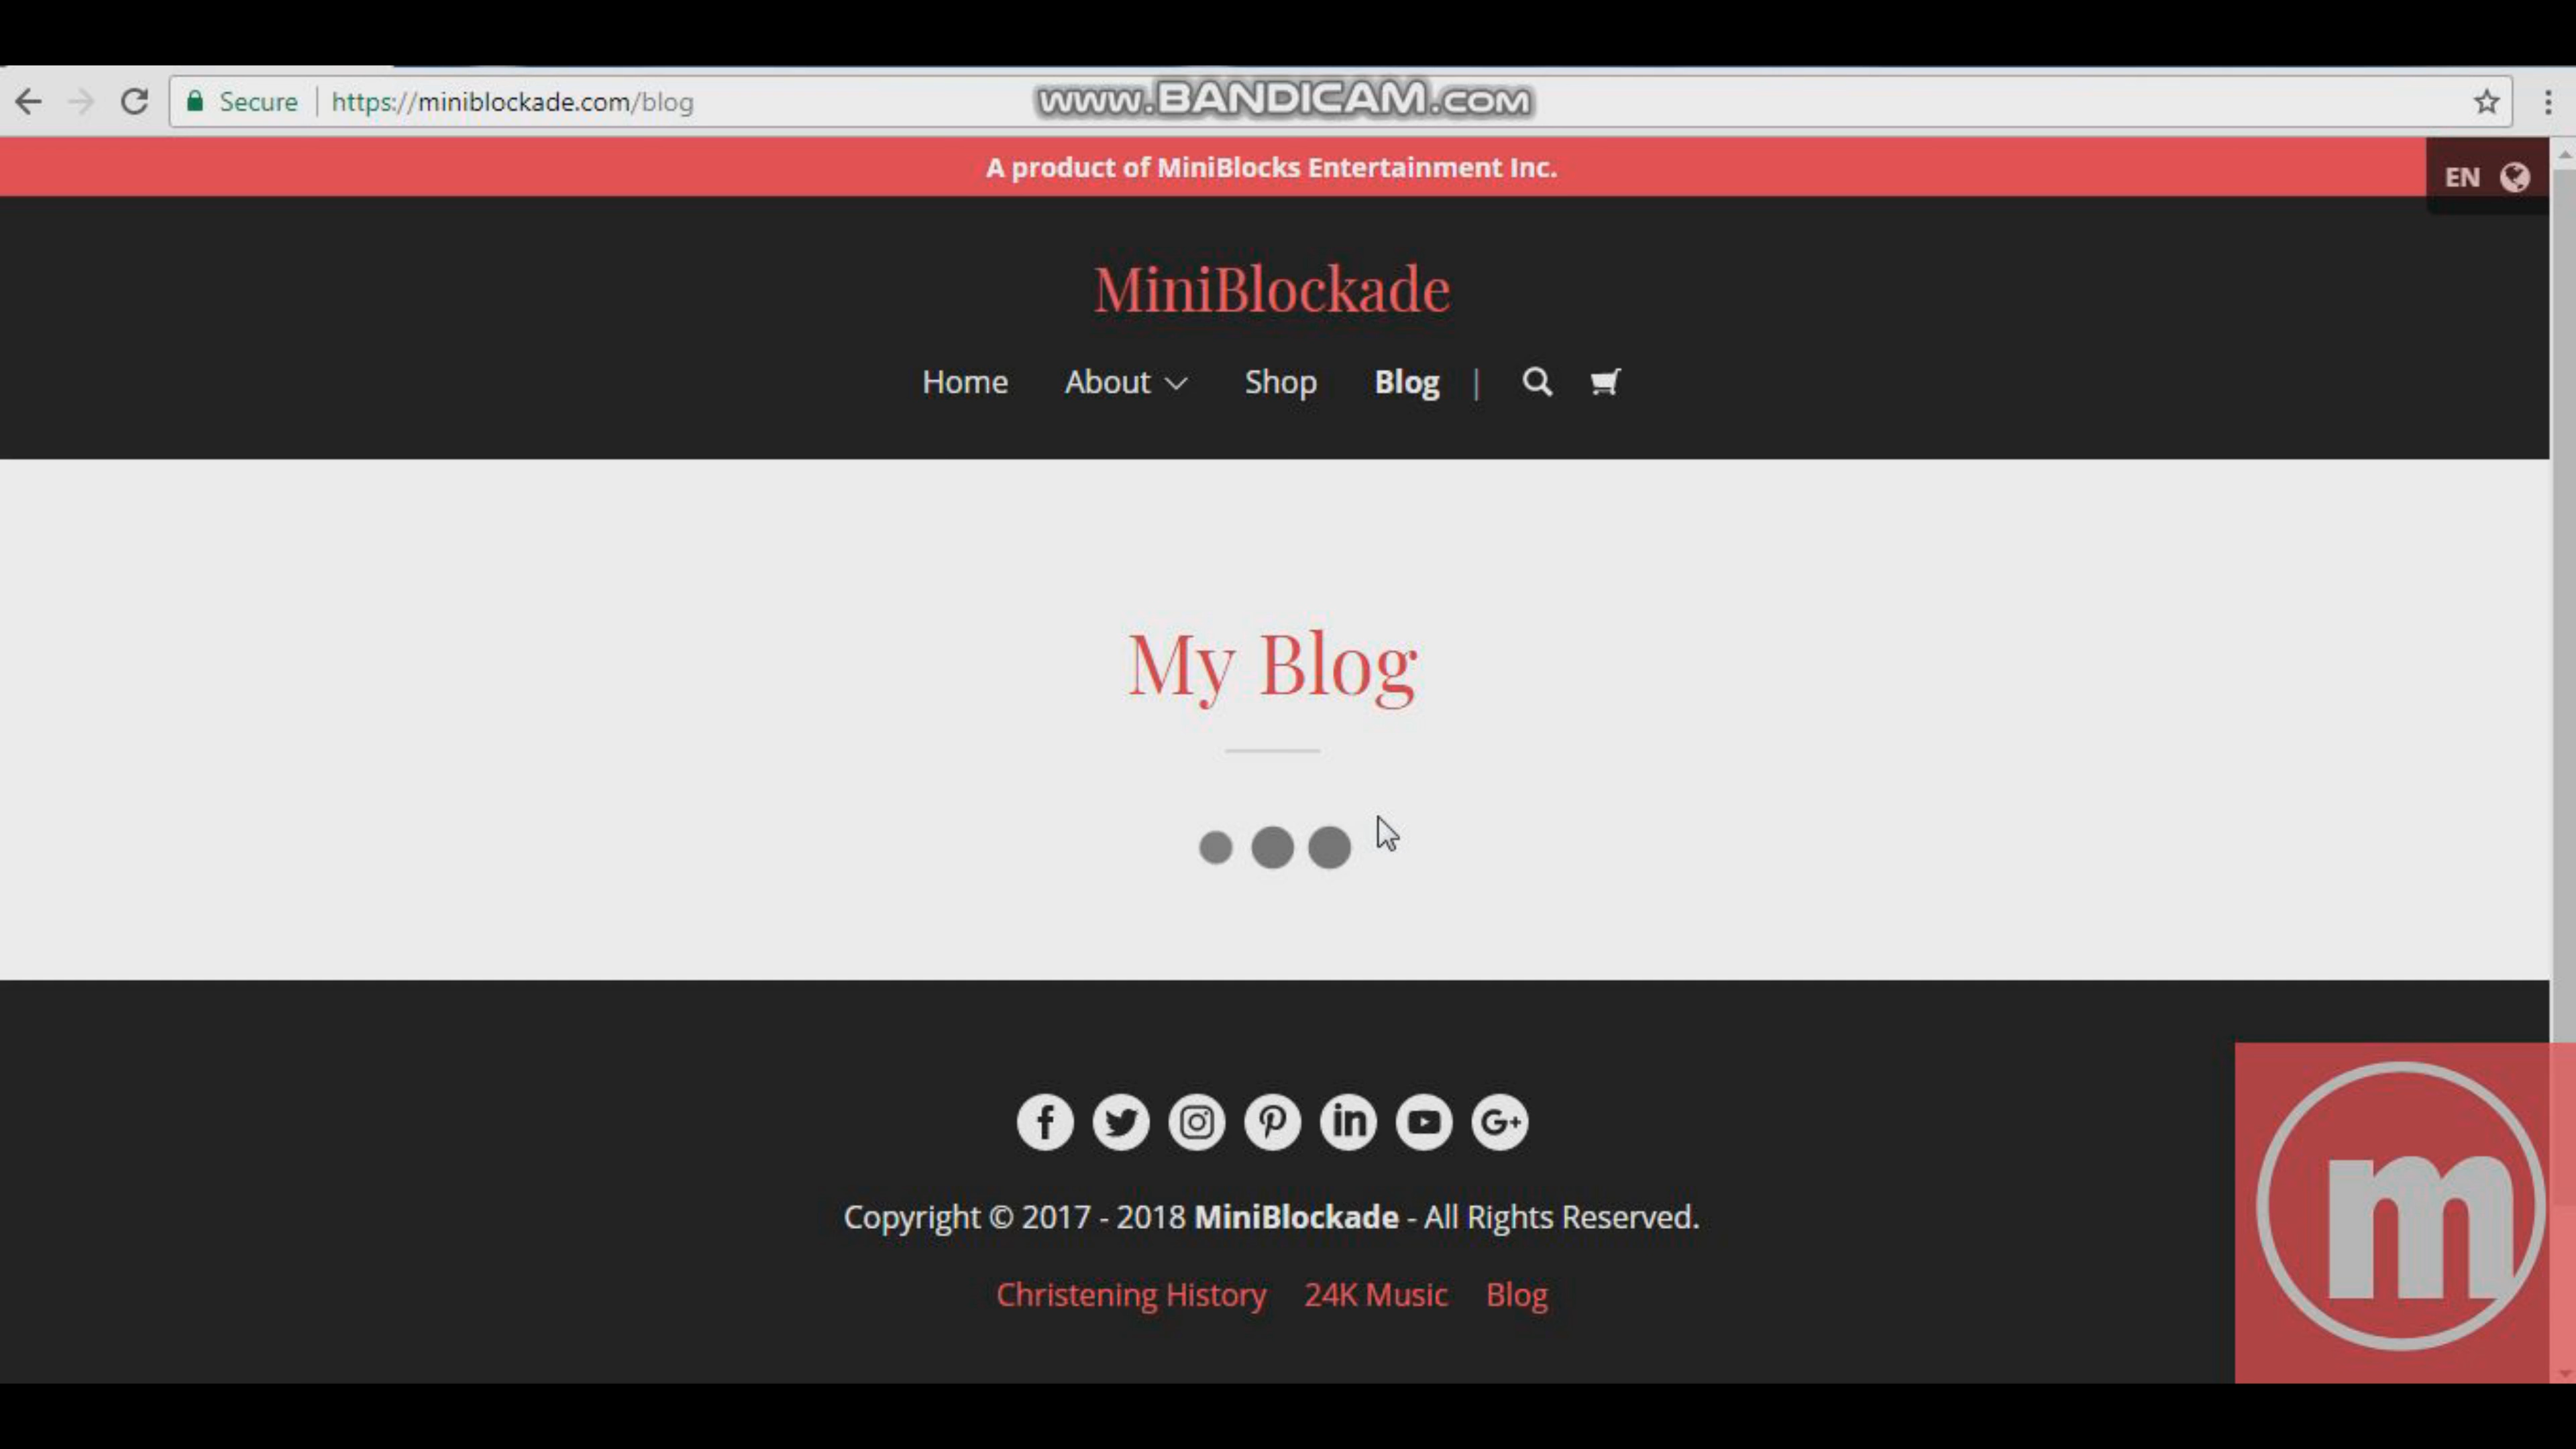 Secure | https://miniblockade.com/blog
www.BANDICAM.com
A product of MiniBlocks Entertainment Inc.
EN
MiniBlockade
Home About Shop Blog |
My Blog
Copyright © 2017 - 2018 MiniBlockade - All Rights Reserved.
Christening History 24K Music Blog
m